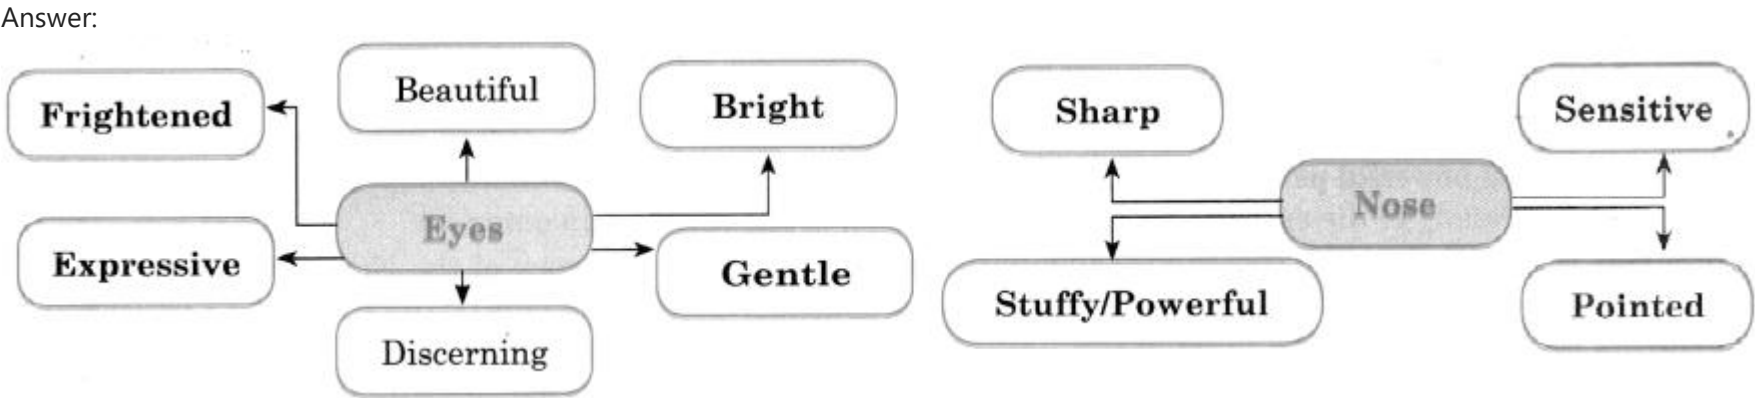 Answer:
Frightened
Beautiful
Bright
Eyes
Expressive
Gentle
Discerning
Sharp
Sensitive
Nose
Stuffy/Powerful
Pointed